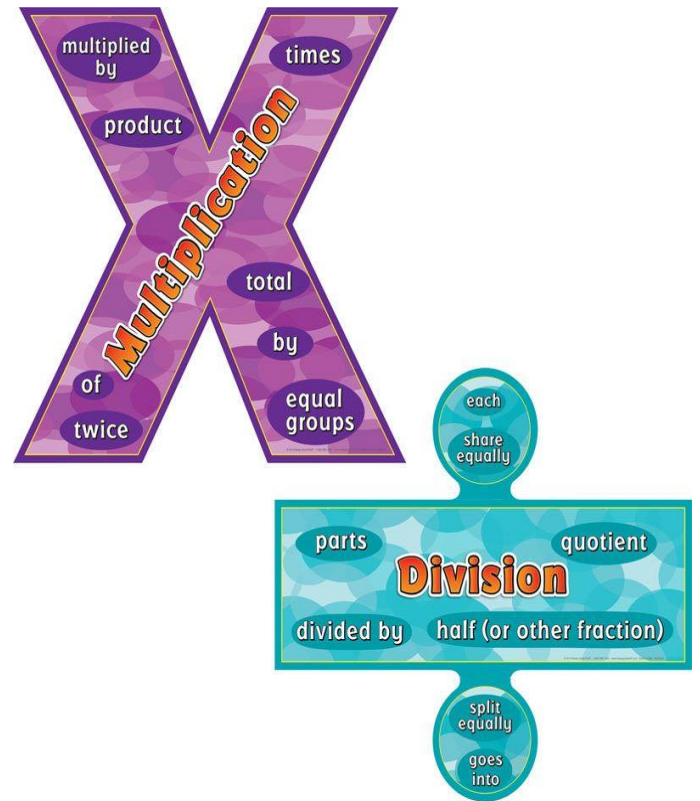 multiplied
by
times
product
Multiplication
total
by
of
equal
groups
twice
each
share
equally
parts
quotient
Division
divided by
half (or other fraction)
split
equally
goes
into